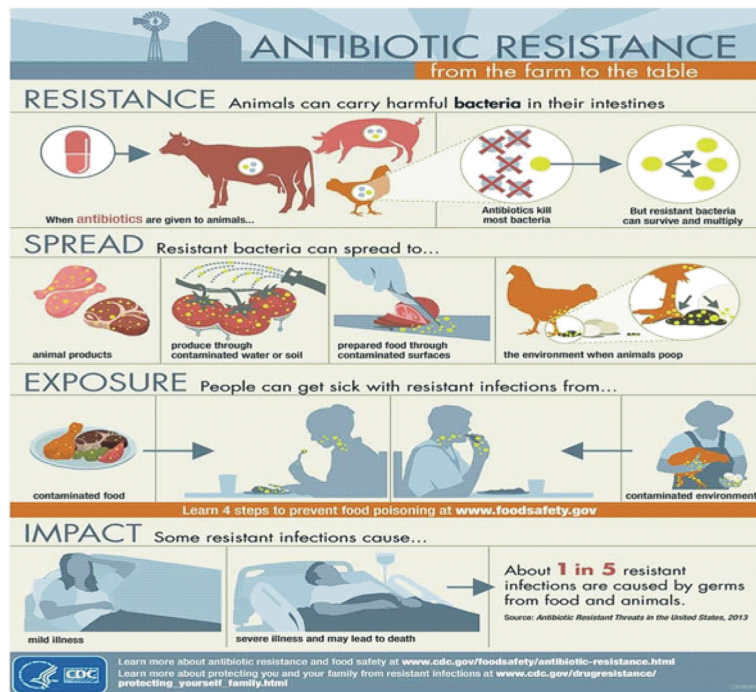 ANTIBIOTIC RESISTANCE
from the farm to the table
RESISTANCE Animals can carry harmful bacteria in their intestines
When antibiotics are given to animals...
Antibiotics kill
most bacteria
But resistant bacteria
can survive and multiply
SPREAD Resistant bacteria can spread to...
animal products
produce through
contaminated water or soil
prepared food through
contaminated surfaces
the environment when animals poop
EXPOSURE People can get sick with resistant infections from...
contaminated food
contaminated environment
Learn 4 steps to prevent food poisoning at www.foodsafety.gov
IMPACT Some resistant infections cause...
mild illness
severe illness and may lead to death
About 1 in 5 resistant
infections are caused by germs
from food and animals.
Source: Antibiotic Resistant Threats in the United States, 2013
CDC
Learn more about antibiotic resistance and food safety at www.cdc.gov/foodsafety/antibiotic-resistance.html
Learn more about protecting you and your family from resistant infections at www.cdc.gov/drugresistance/
protecting_yourself_family.html